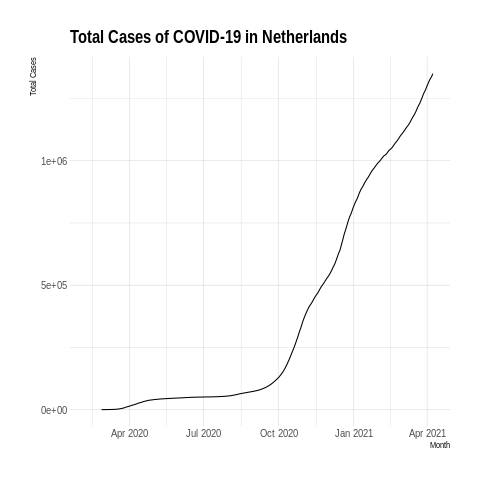 Total Cases of COVID-19 in Netherlands
Total Cases
1e+06
5e+05
0e+00
Apr 2020 Jul 2020 Oct 2020 Jan 2021 Apr 2021
Month